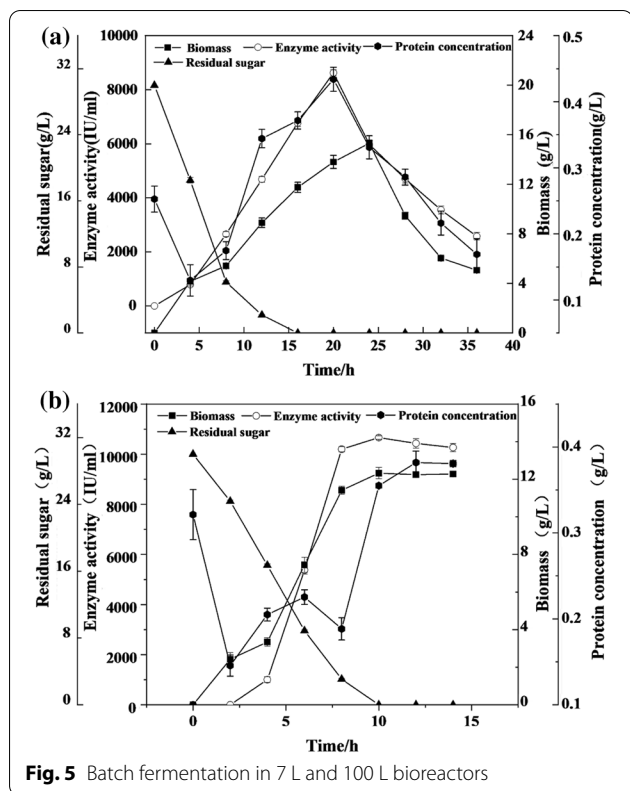 (a)
Biomass
Enzyme activity
Protein concentration
Residual sugar
Residual sugar(g/L)
32
24
16
8
0
Enzyme activity(IU/ml)
10000
8000
6000
4000
2000
0
24
20
16
12
8
4
0
Biomass (g/L)
0.5
0.4
0.3
0.2
0.1
Protein concentration(g/L)
0 5 10 15 20 25 30 35 40
Time/h
(b)
Biomass
Enzyme activity
Protein concentration
Residual sugar
Residual sugar (g/L)
32
24
16
8
0
Enzyme activity (IU/ml)
12000
10000
8000
6000
4000
2000
0
16
12
8
4
0
Biomass (g/L)
0.4
0.3
0.2
0.1
Protein concentration (g/L)
0 5 10 15
Time/h
Fig. 5 Batch fermentation in 7 L and 100 L bioreactors